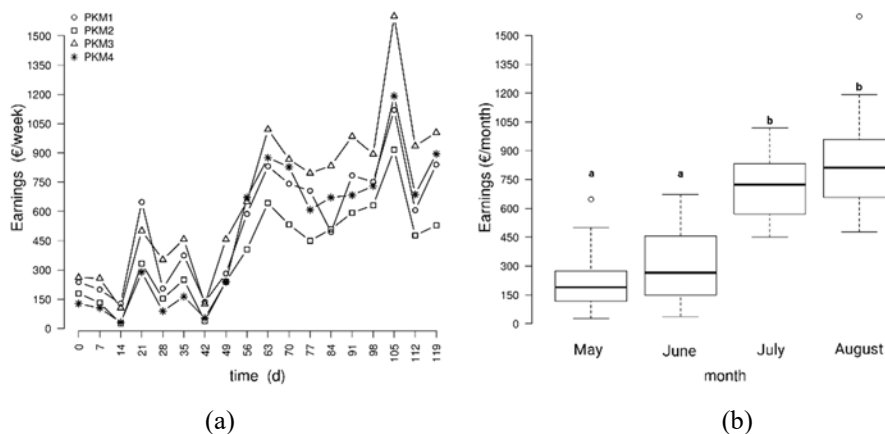 PKM1
PKM2
PKM3
PKM4
Earnings (€/week)
1500
1350
1200
1050
900
750
600
450
300
150
0
0 7 14 21 28 35 42 49 56 63 70 77 84 91 98 105 112 119
time (d)
(a)
Earnings (€/month)
1500
1350
1200
1050
900
750
600
450
300
150
0
a a b b
May June July August
month
(b)